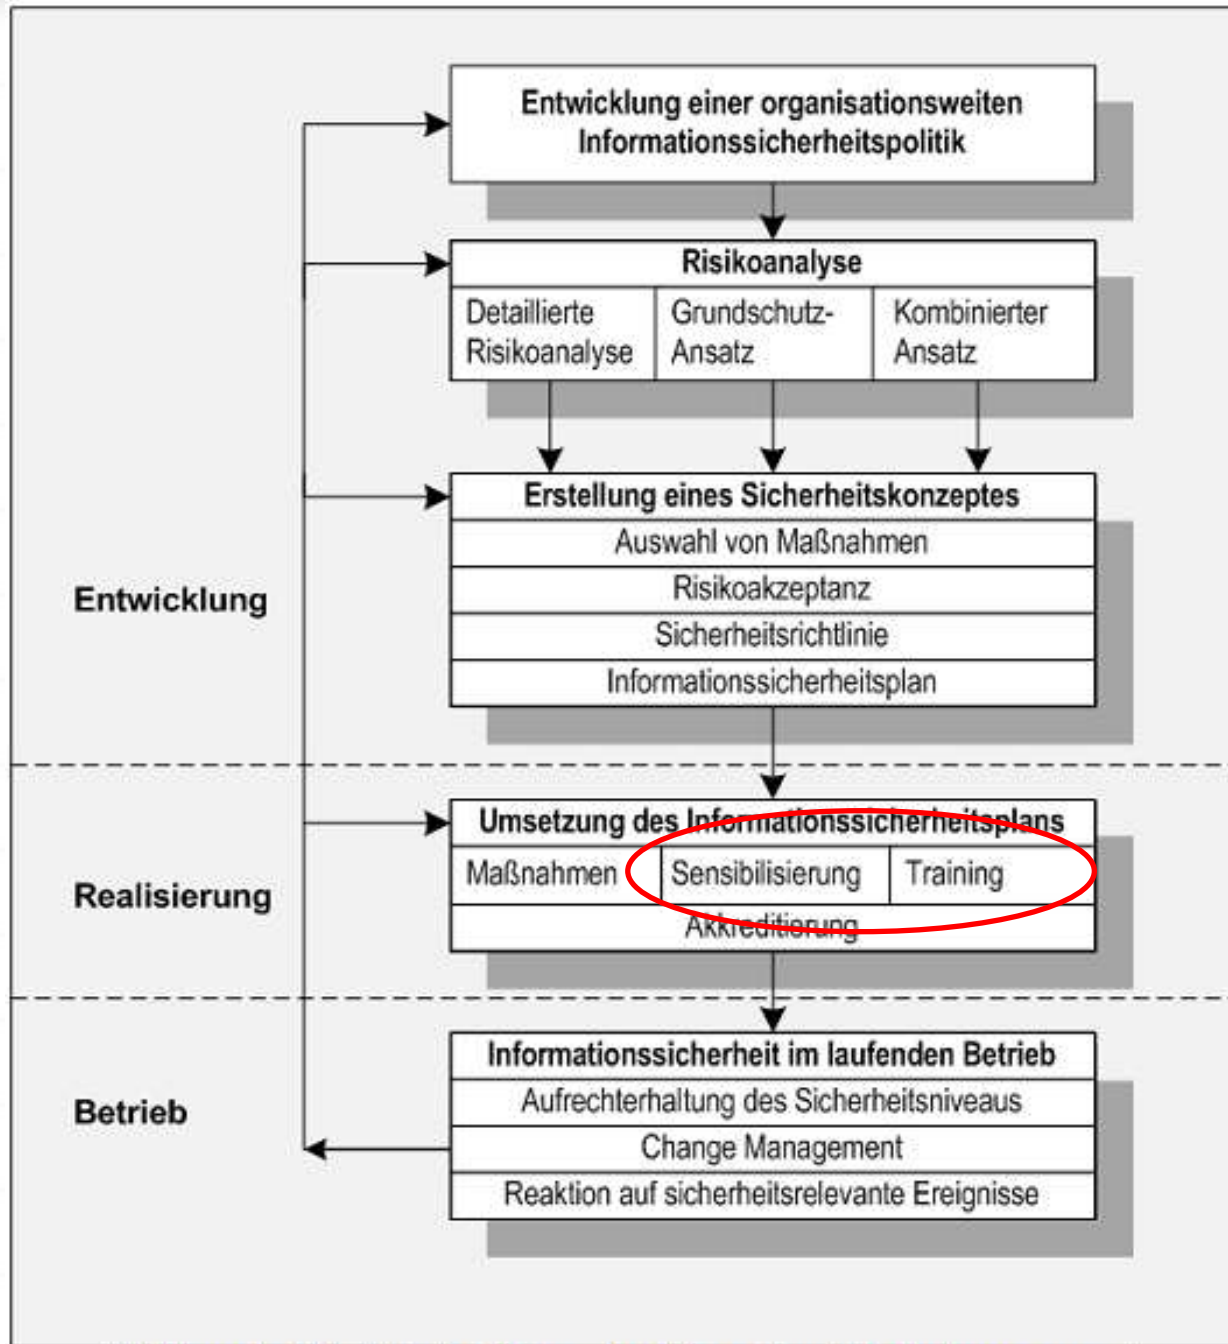 Entwicklung einer organisationsweiten
Informationssicherheitspolitik
Risikoanalyse
Detaillierte
Risikoanalyse
Grundschutz-
Ansatz
Kombinierter
Ansatz
Erstellung eines Sicherheitskonzeptes
Auswahl von Maßnahmen
Risikoakzeptanz
Sicherheitsrichtlinie
Informationssicherheitsplan
Entwicklung
Umsetzung des Informationssicherheitsplans
Maßnahmen
Sensibilisierung
Training
Akkreditierung
Realisierung
Informationssicherheit im laufenden Betrieb
Aufrechterhaltung des Sicherheitsniveaus
Change Management
Reaktion auf sicherheitsrelevante Ereignisse
Betrieb